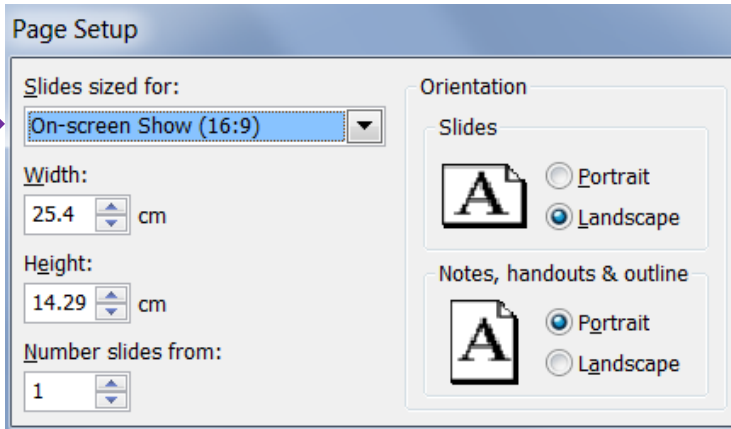 Page Setup
Slides sized for:
On-screen Show (16:9)
Width:
25.4 cm
Height:
14.29 cm
Number slides from:
1
Orientation
Slides
A
Portrait
Landscape
Notes, handouts & outline
A
Portrait
Landscape